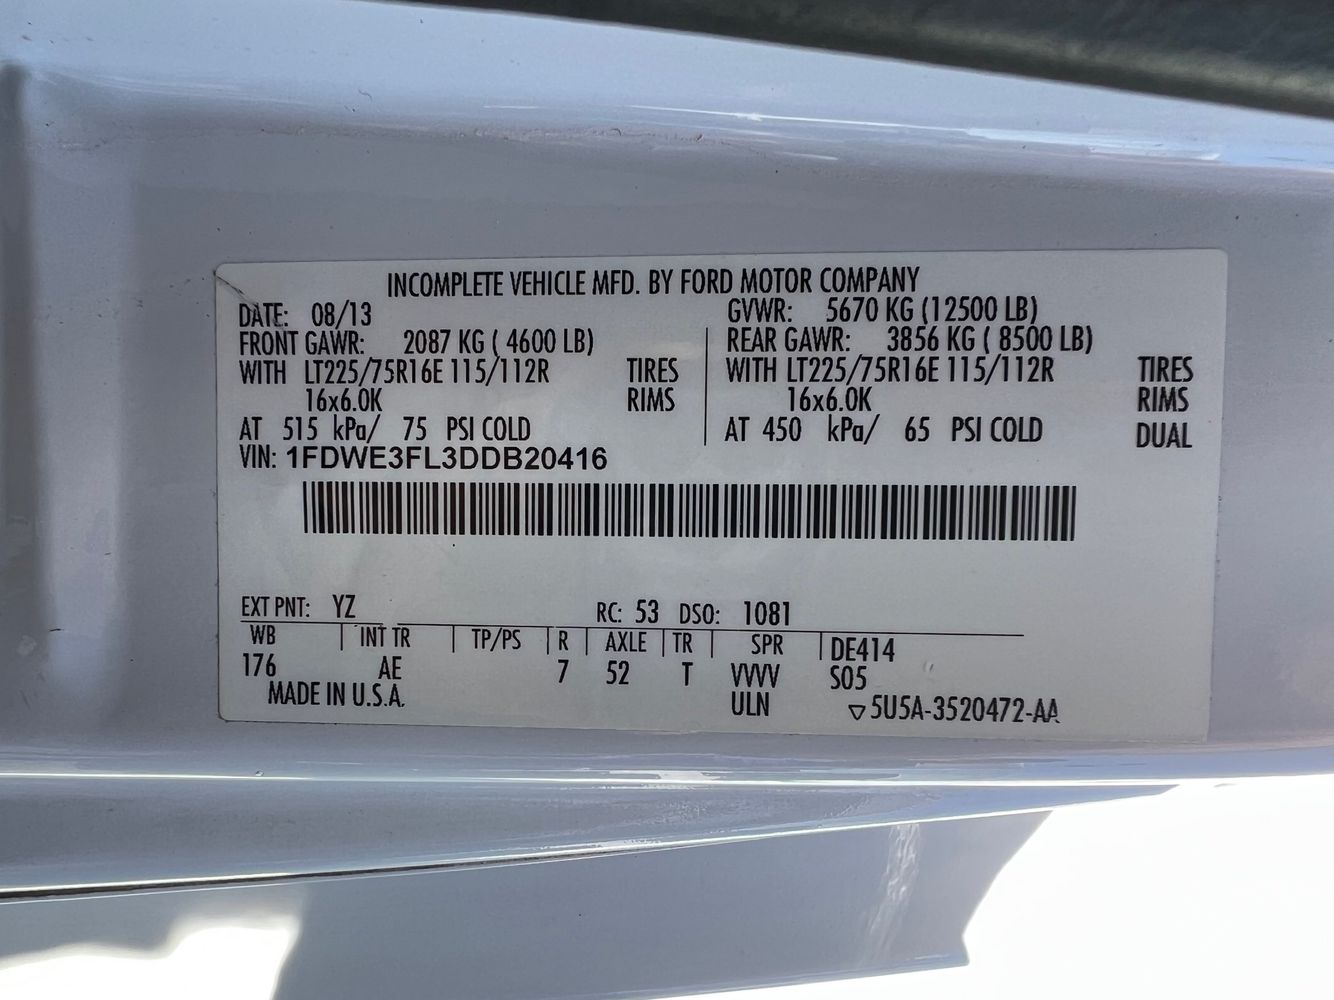 INCOMPLETE VEHICLE MFD. BY FORD MOTOR COMPANY
DATE: 08/13 GVWR: 5670 KG (12500 LB)
FRONT GAWR: 2087 KG ( 4600 LB) REAR GAWR: 3856 KG ( 8500 LB)
WITH LT225/75R16E 115/112R TIRES WITH LT225/75R16E 115/112R TIRES
16x6.0K RIMS 16x6.0K RIMS
AT 515 kPa/ 75 PSI COLD AT 450 kPa/ 65 PSI COLD DUAL
VIN: 1FDWE3FL3DDB20416
EXT PNT: YZ RC: 53 DSO: 1081
WB INT TR TP/PS R AXLE TR SPR DE414
176 AE 7 52 T VVVV S05
MADE IN U.S.A. ULN ▽5U5A-3520472-AA